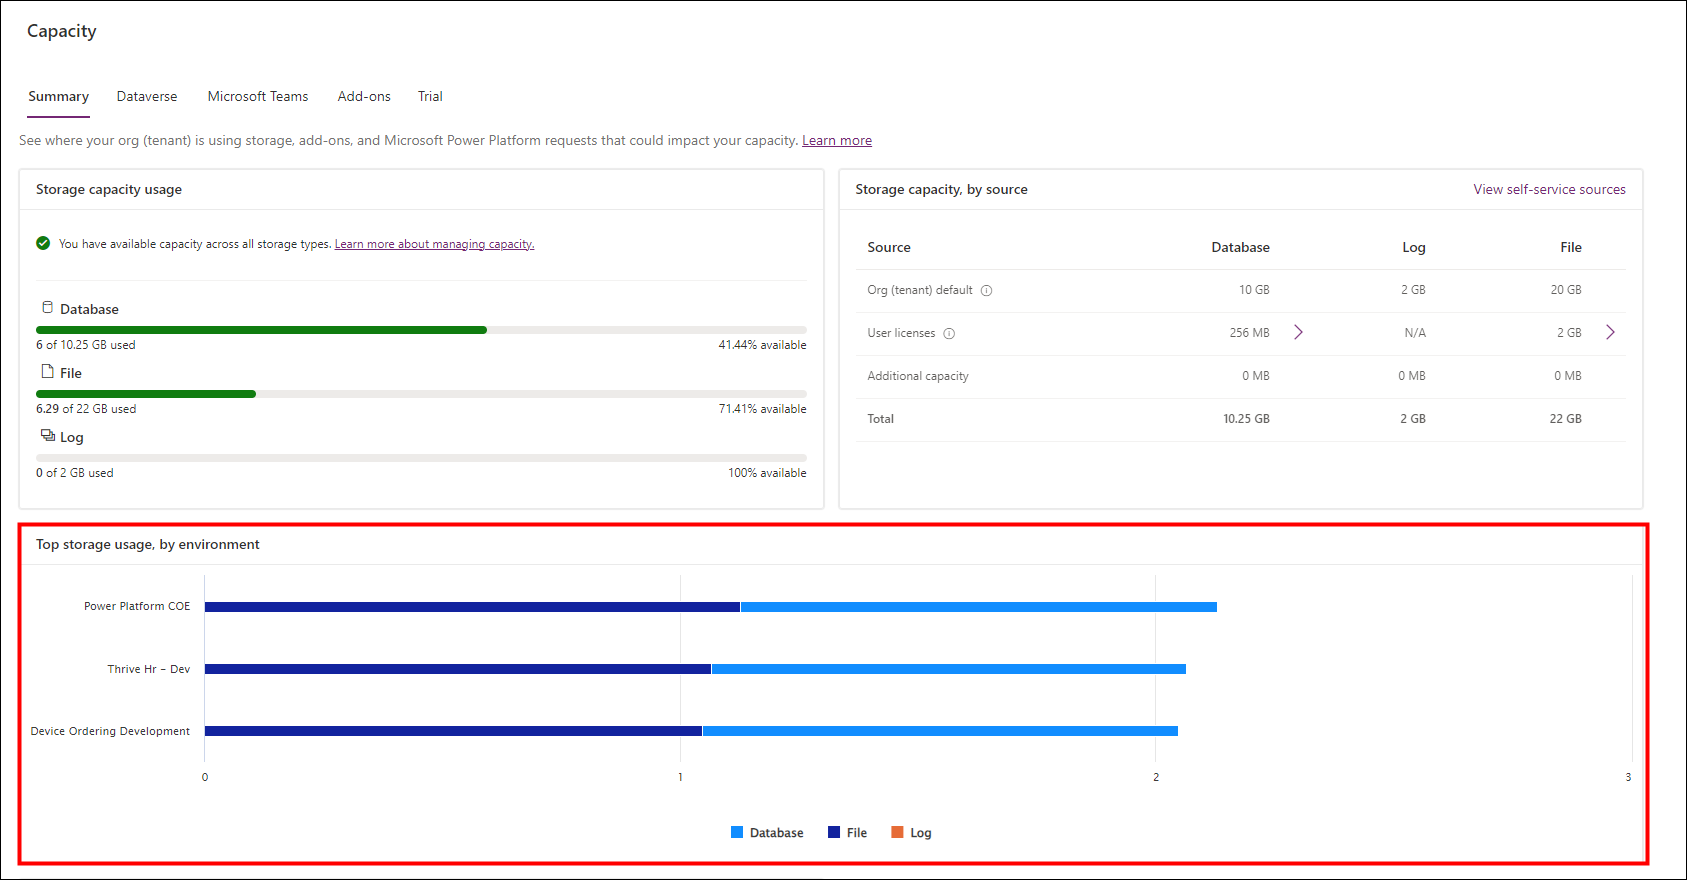 Capacity
Summary Dataverse Microsoft Teams Add-ons Trial
See where your org (tenant) is using storage, add-ons, and Microsoft Power Platform requests that could impact your capacity. Learn more
Storage capacity usage
You have available capacity across all storage types. Learn more about managing capacity.
Database
6 of 10.25 GB used 41.44% available
File
6.29 of 22 GB used 71.41% available
Log
0 of 2 GB used 100% available
Storage capacity, by source View self-service sources
Source Database Log File
Org (tenant) default 10 GB 2 GB 20 GB
User licenses 256 MB N/A 2 GB
Additional capacity 0 MB 0 MB 0 MB
Total 10.25 GB 2 GB 22 GB
Top storage usage, by environment
Power Platform COE
Thrive Hr - Dev
Device Ordering Development
0 1 2 3
Database File Log